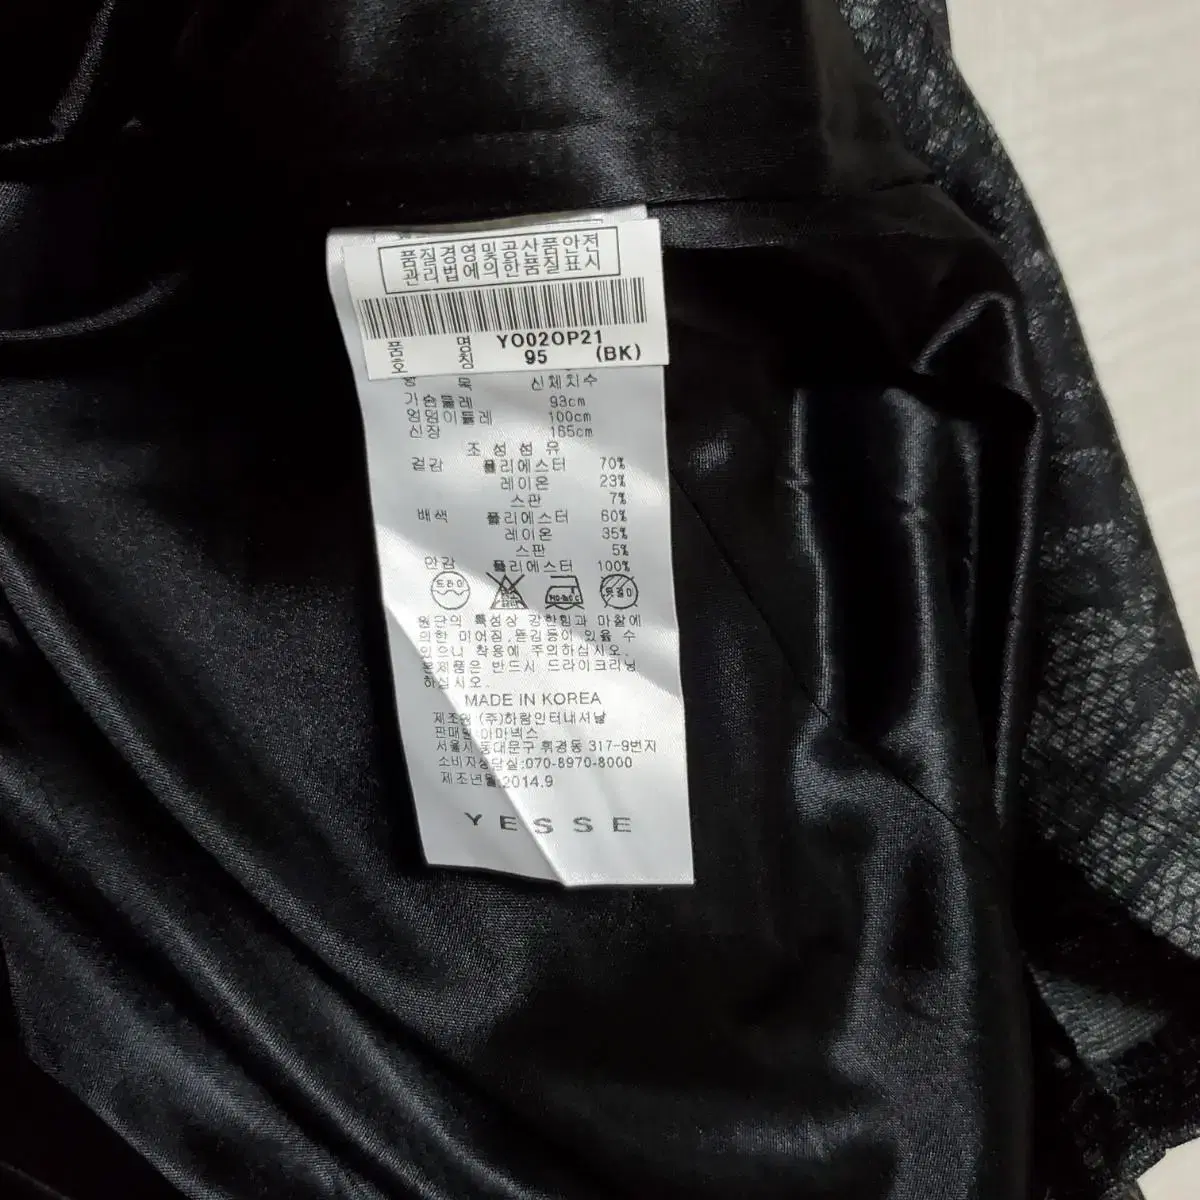 품질경영및공산품안전
관리법에의한품질표시
품 명 YO02OP21
호 칭 95 (BK)
항 목 신체치수
가슴둘레 93cm
엉덩이둘레 100cm
신장 165cm
조성섬유
겉감 폴리에스터 70%
레이온 23%
스판 7%
배색 폴리에스터 60%
레이온 35%
스판 5%
안감 폴리에스터 100%
드라이
원단의 특성상 강한힘과 마찰에
의한 미어짐,뜯김등이 있을 수
있으니 착용에 주의하십시오.
본제품은 반드시 드라이크리닝
하십시오.
MADE IN KOREA
제조원 (주)하람인터내셔날
판매원 아마넥스
서울시 동대문구 휘경동 317-9번지
소비자상담실:070-8970-8000
제조년월:2014.9
YESSE